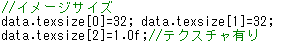 //イメージサイズ
data.texsize[0]=32; data.texsize[1]=32;
data.texsize[2]=1.0f;//テクスチャ有り